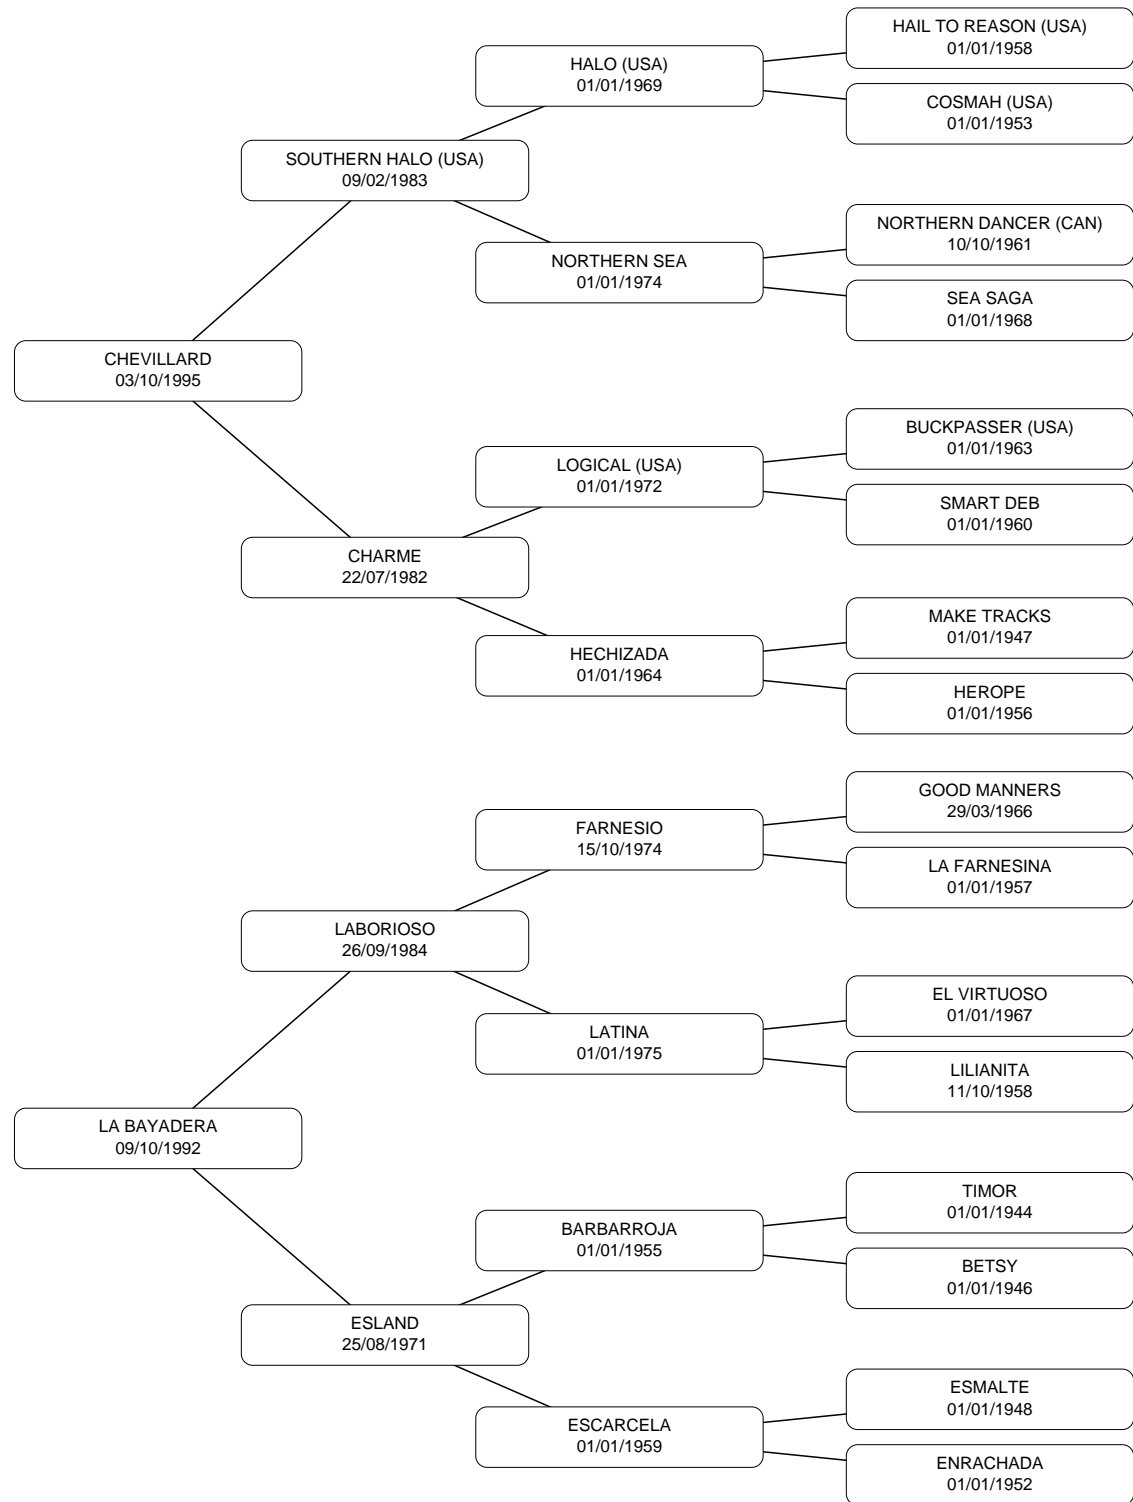 HAIL TO REASON (USA)
01/01/1958
HALO (USA)
01/01/1969
COSMAH (USA)
01/01/1953
SOUTHERN HALO (USA)
09/02/1983
NORTHERN DANCER (CAN)
10/10/1961
NORTHERN SEA
01/01/1974
SEA SAGA
01/01/1968
CHEVILLARD
03/10/1995
BUCKPASSER (USA)
01/01/1963
LOGICAL (USA)
01/01/1972
SMART DEB
01/01/1960
CHARME
22/07/1982
MAKE TRACKS
01/01/1947
HECHIZADA
01/01/1964
HEROPE
01/01/1956
GOOD MANNERS
29/03/1966
FARNESIO
15/10/1974
LA FARNESINA
01/01/1957
LABORIOSO
26/09/1984
EL VIRTUOSO
01/01/1967
LATINA
01/01/1975
LILIANITA
11/10/1958
LA BAYADERA
09/10/1992
TIMOR
01/01/1944
BARBARROJA
01/01/1955
BETSY
01/01/1946
ESLAND
25/08/1971
ESMALTE
01/01/1948
ESCARCELA
01/01/1959
ENRACHADA
01/01/1952